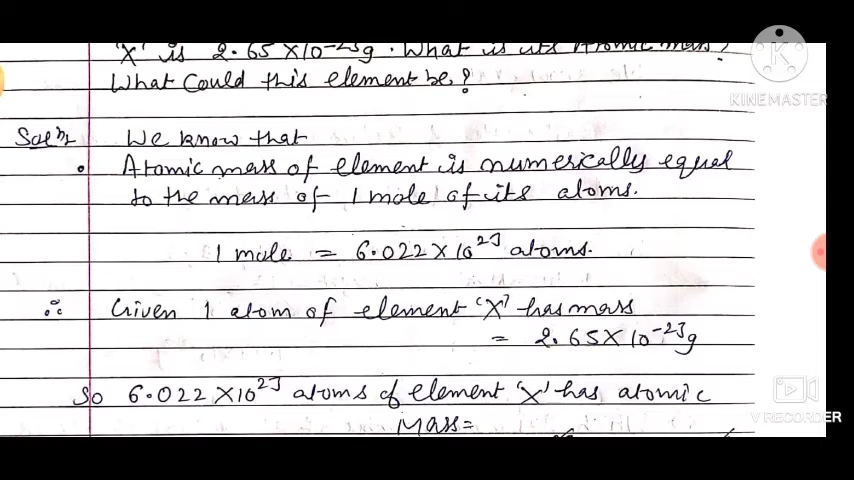 'X' is 2.65 X 10-23g. What is its Atomic mass?
What Could this element be?
KINEMASTER
Soln
We know that
• Atomic mass of element is numerically equal
to the mass of 1 mole of its atoms.
1 mole = 6.022 X 10²³ atoms.
∵ Given 1 atom of element 'X' has mass
= 2.65 X 10⁻²³g
So 6.022 X 10²³ atoms of element 'X' has atomic
Mass =
V RECORDER